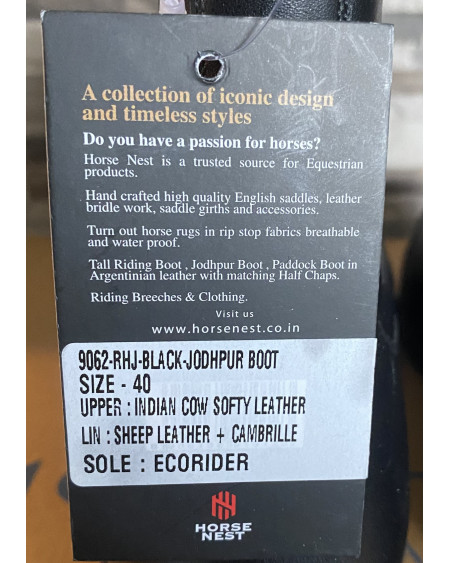 A collection of iconic design
and timeless styles
Do you have a passion for horses?
Horse Nest is a trusted source for Equestrian
products.
Hand crafted high quality English saddles, leather
bridle work, saddle girths and accessories.
Turn out horse rugs in rip stop fabrics breathable
and water proof.
Tall Riding Boot , Jodhpur Boot , Paddock Boot in
Argentinian leather with matching Half Chaps.
Riding Breeches & Clothing.
Visit us
www.horsenest.co.in
9062-RHJ-BLACK-JODHPUR BOOT
SIZE - 40
UPPER : INDIAN COW SOFTY LEATHER
LIN : SHEEP LEATHER + CAMBRILLE
SOLE : ECORIDER
HORSE
NEST